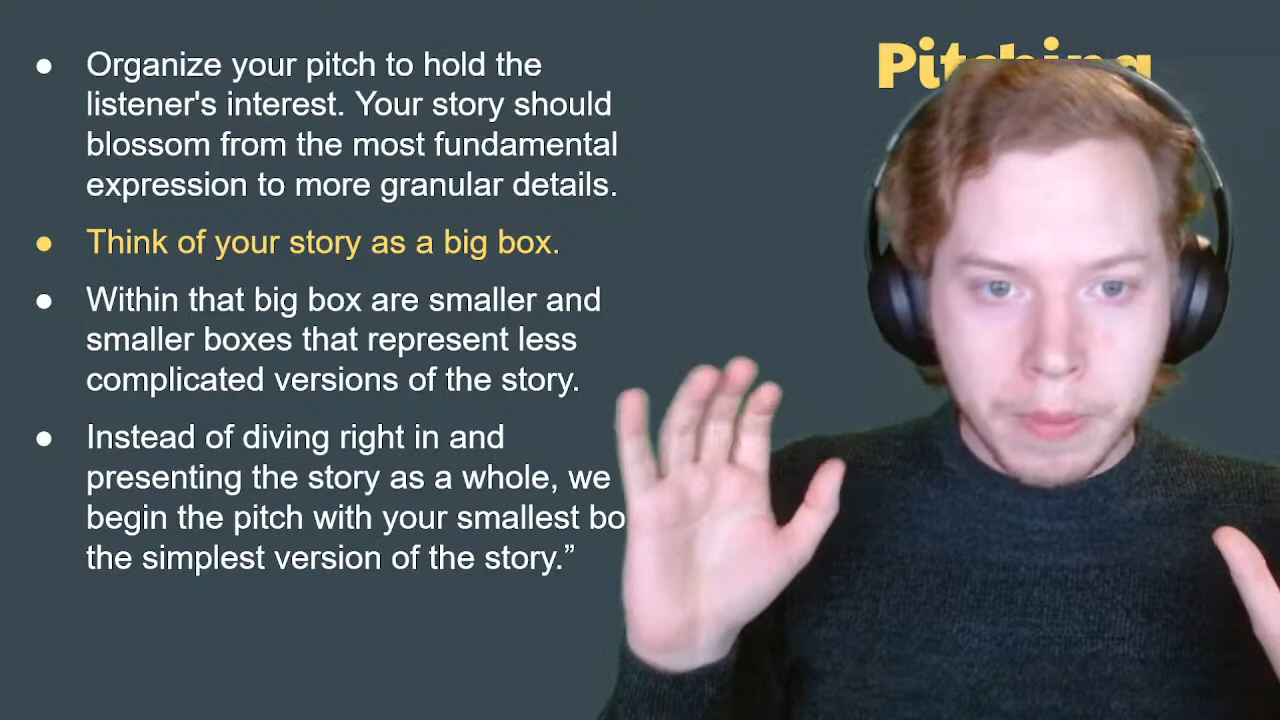 Pitching
● Organize your pitch to hold the
listener's interest. Your story should
blossom from the most fundamental
expression to more granular details.
● Think of your story as a big box.
● Within that big box are smaller and
smaller boxes that represent less
complicated versions of the story.
● Instead of diving right in and
presenting the story as a whole, we
begin the pitch with your smallest bo
the simplest version of the story.”